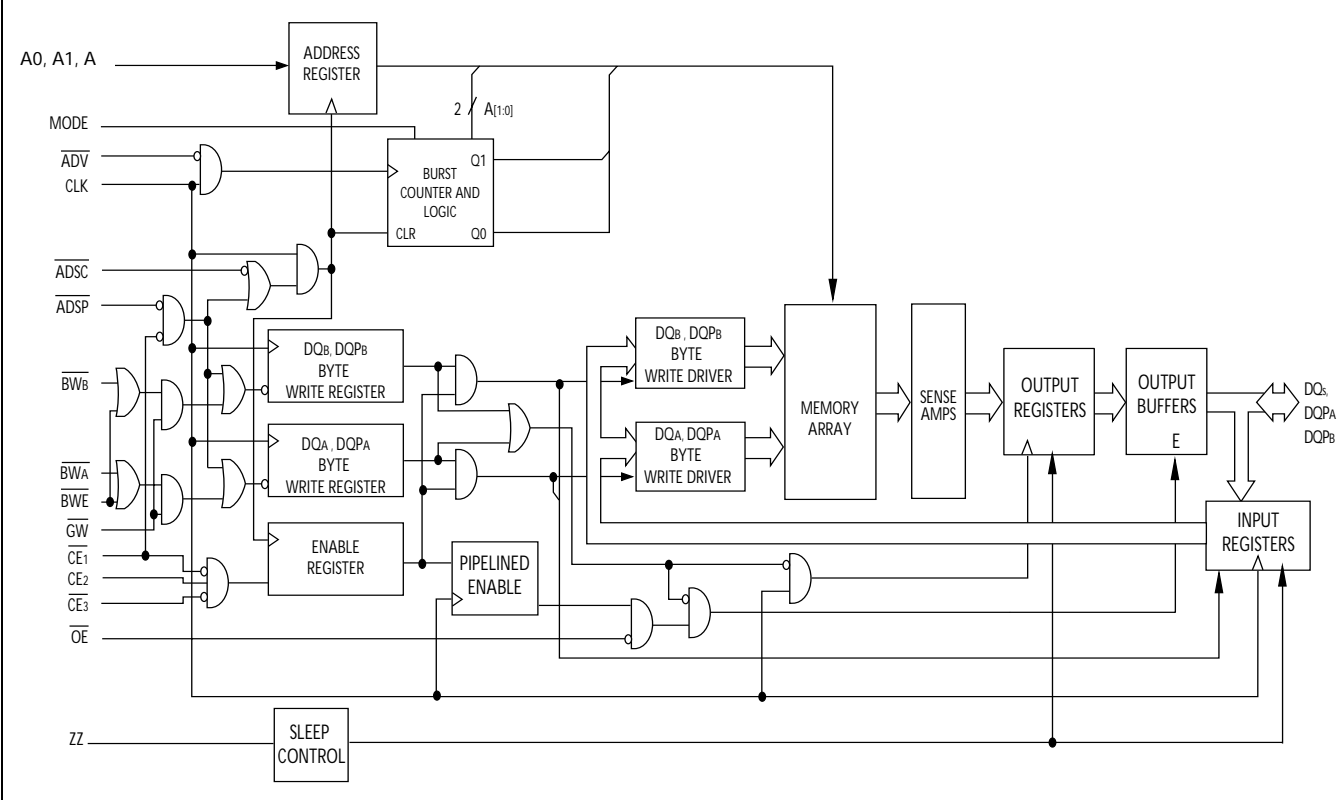 A0, A1, A
ADDRESS
REGISTER
2
A[1:0]
MODE
ADV
CLK
BURST
COUNTER AND
LOGIC
Q1
CLR
Q0
ADSC
ADSP
BWB
BWA
BWE
GW
CE1
CE2
CE3
OE
ZZ
DQB, DQPB
BYTE
WRITE REGISTER
DQA, DQPA
BYTE
WRITE REGISTER
ENABLE
REGISTER
PIPELINED
ENABLE
SLEEP
CONTROL
DQB, DQPB
BYTE
WRITE DRIVER
DQA, DQPA
BYTE
WRITE DRIVER
MEMORY
ARRAY
SENSE
AMPS
OUTPUT
REGISTERS
OUTPUT
BUFFERS
E
DQs,
DQPA
DQPB
INPUT
REGISTERS